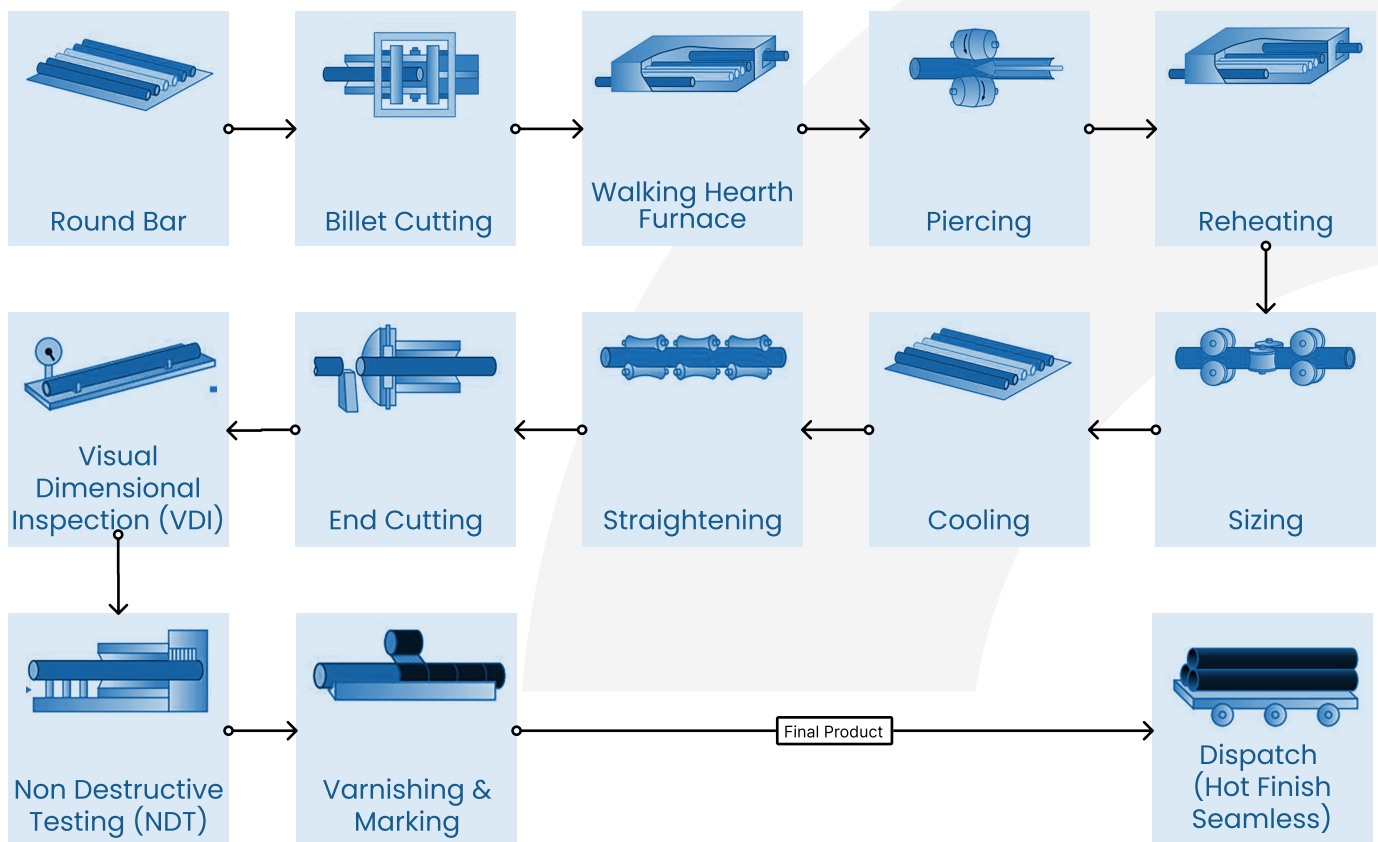 Round Bar
Billet Cutting
Walking Hearth
Furnace
Piercing
Reheating
Visual
Dimensional
Inspection (VDI)
End Cutting
Straightening
Cooling
Sizing
Non Destructive
Testing (NDT)
Varnishing &
Marking
Final Product
Dispatch
(Hot Finish
Seamless)